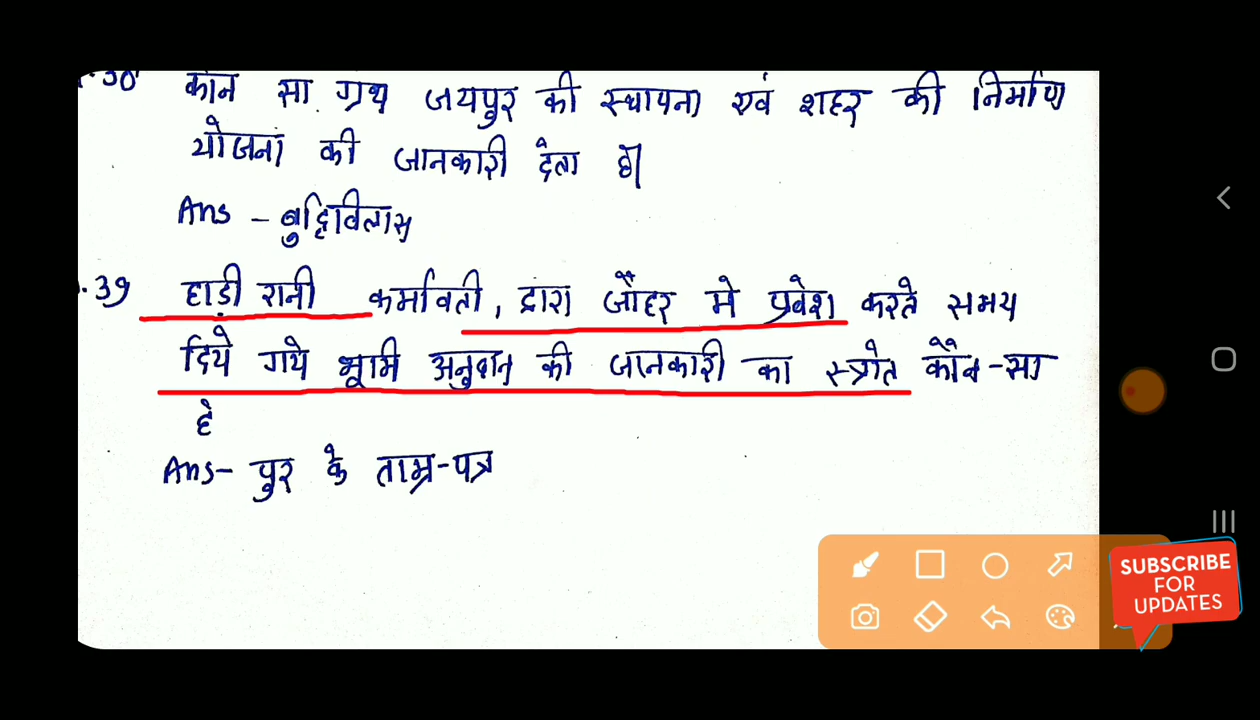 .30 कौन सा ग्रंथ जयपुर की स्थापना एवं शहर की निर्माण
योजना की जानकारी देता है।
Ans - बुद्धिविलास
.39 हाड़ी रानी कर्मावती, द्वारा जौहर मे प्रवेश करते समय
दिये गये भूमि अनुदान की जानकारी का स्त्रोत कौन-सा
हे
Ans- पुर के ताम्र-पत्र
SUBSCRIBE
FOR
UPDATES